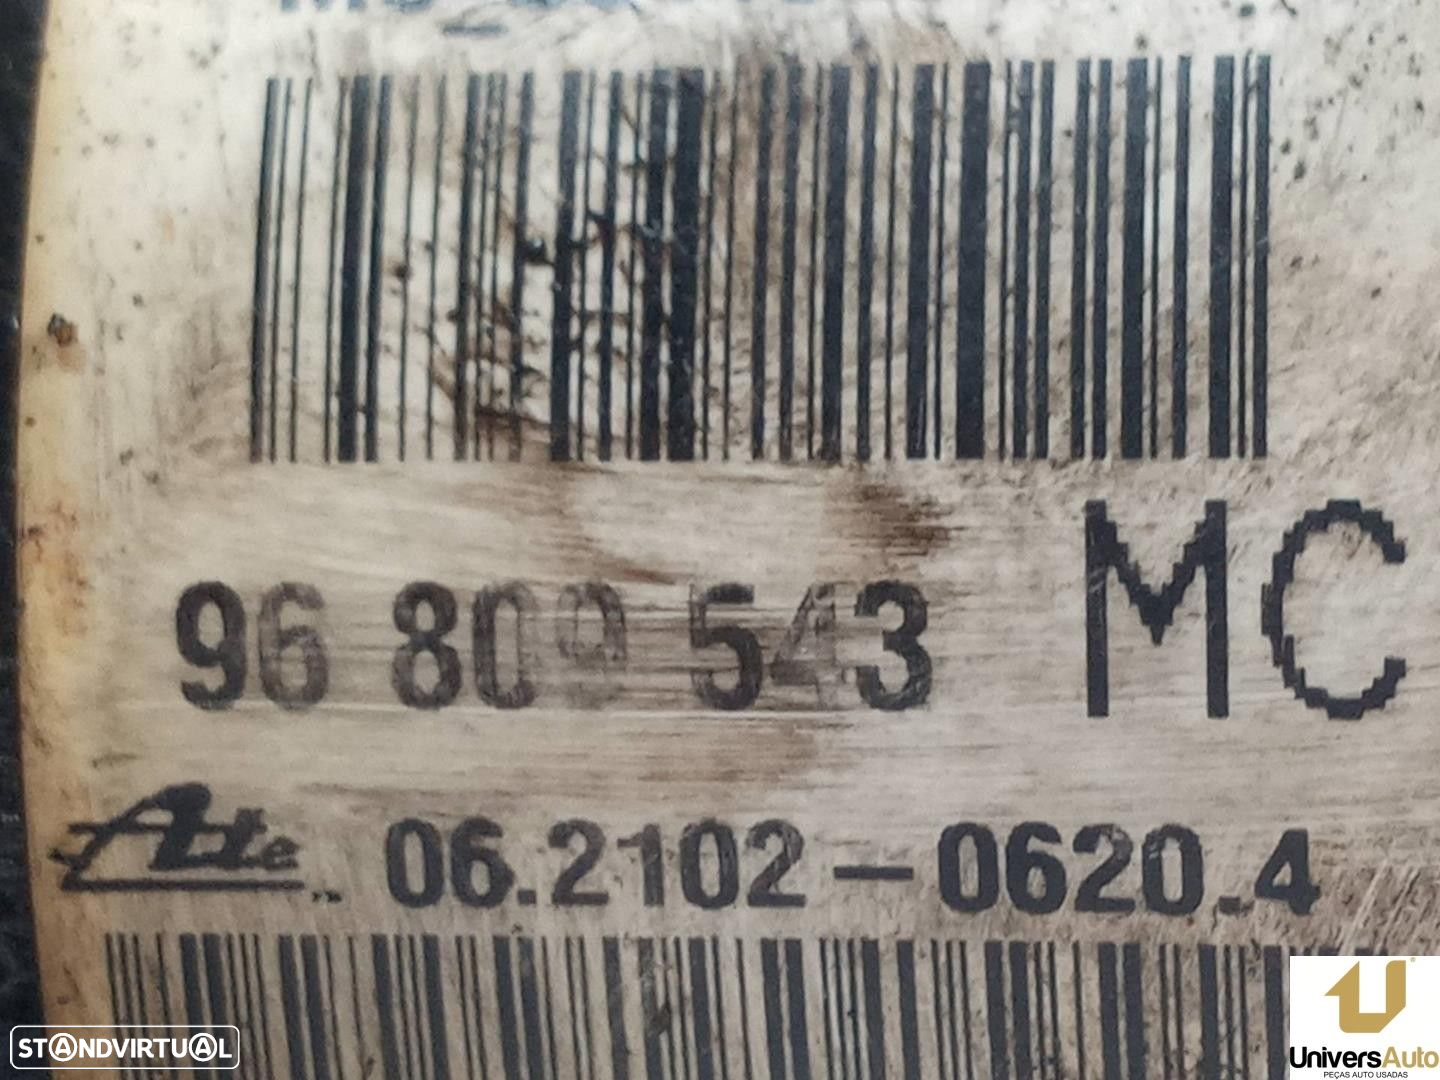 96 809 543 MC
Ate 06.2102-0620.4
STANDVIRTUAL
UniversAuto
PEÇAS AUTO USADAS